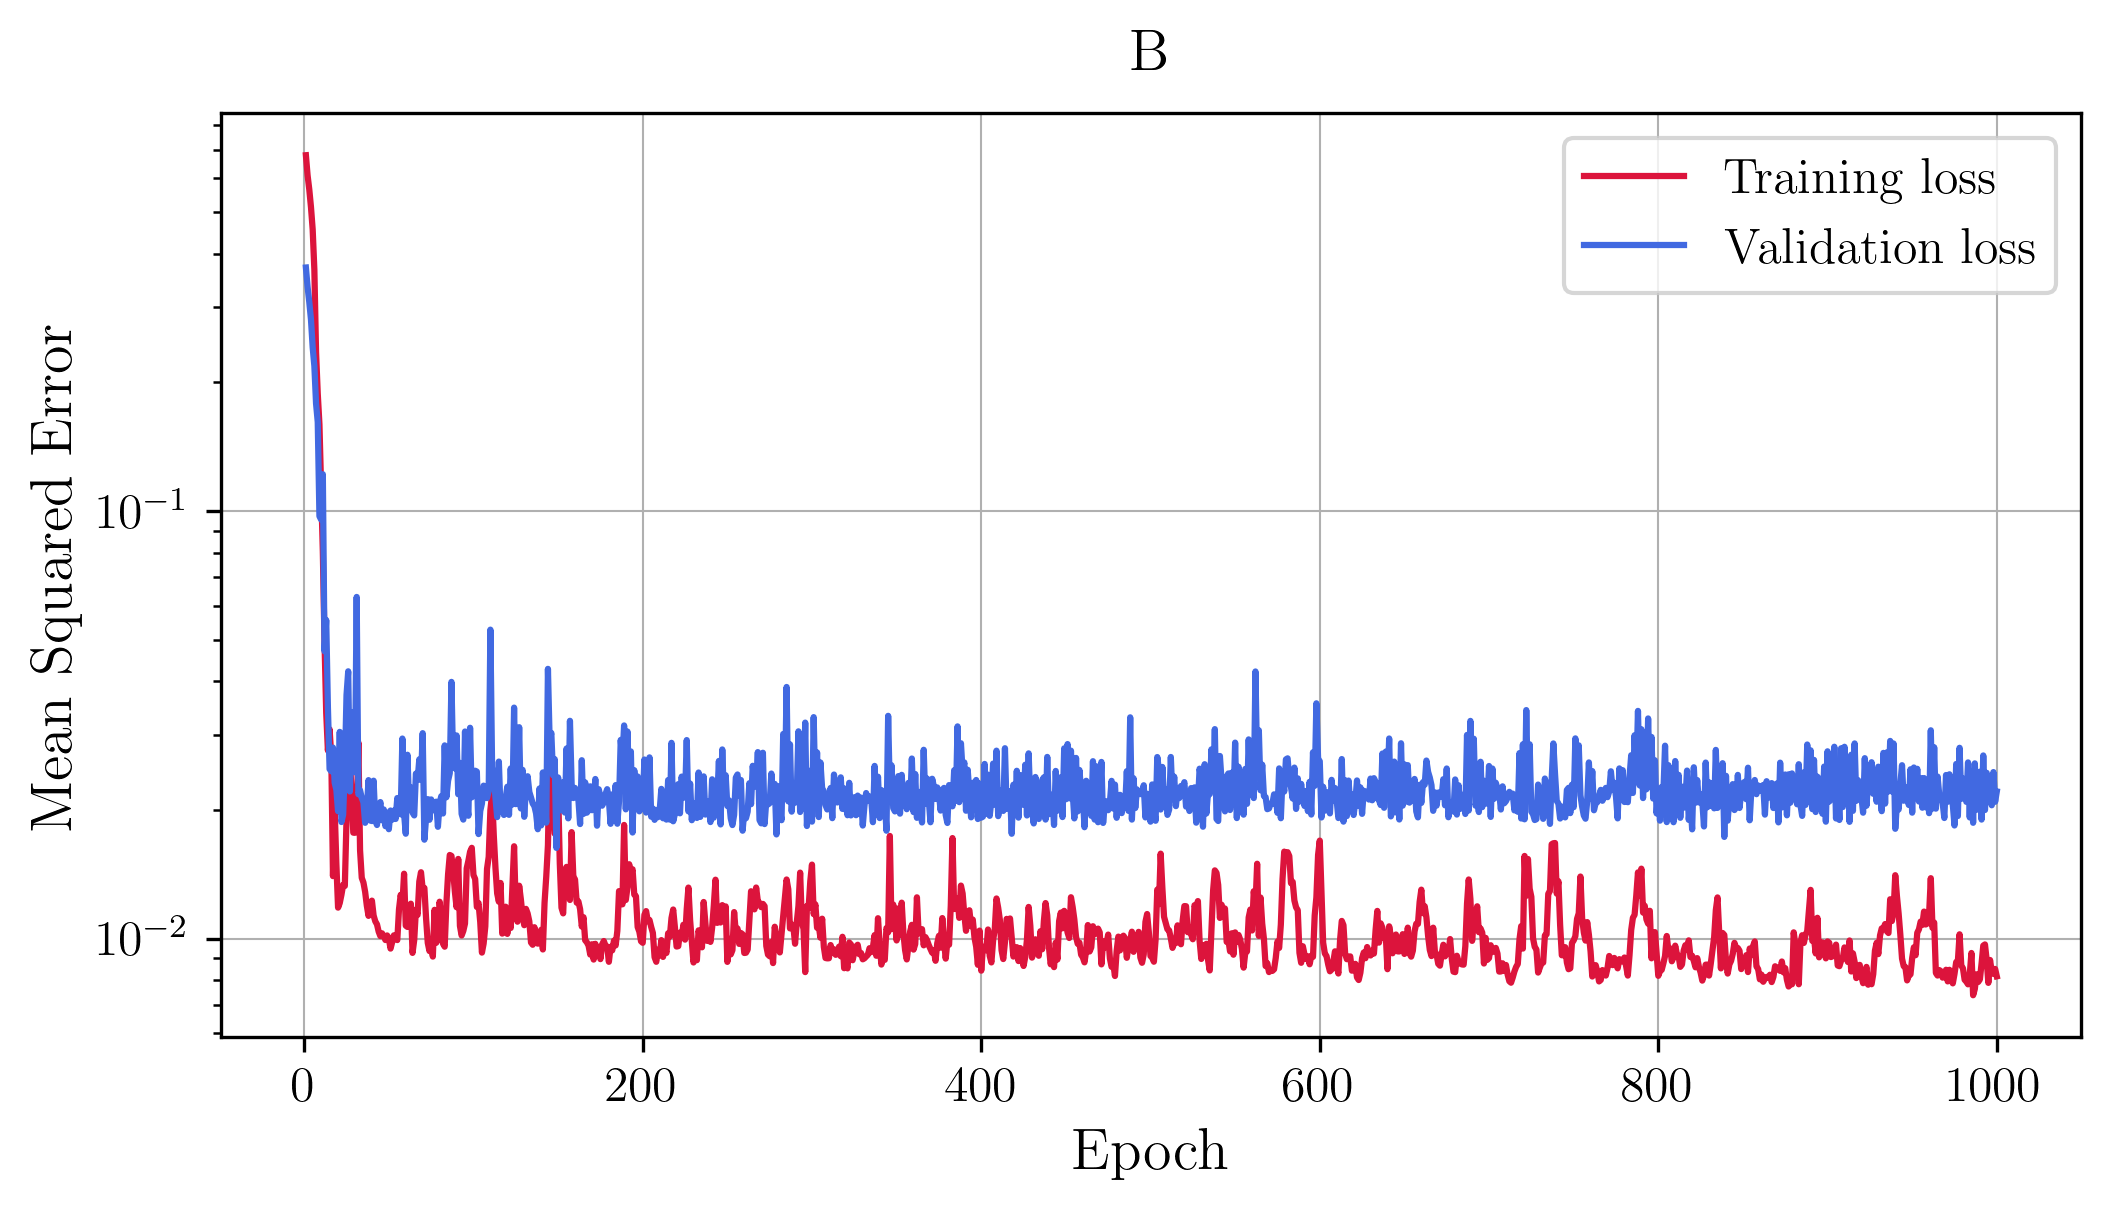 B
Mean Squared Error
10⁻¹
10⁻²
Training loss
Validation loss
0 200 400 600 800 1000
Epoch